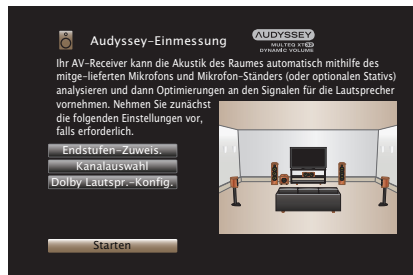 Audyssey-Einmessung
AUDYSSEY
MULTEQ XT32
DYNAMIC VOLUME
Ihr AV-Receiver kann die Akustik des Raumes automatisch mithilfe des
mitge-lieferten Mikrofons und Mikrofon-Ständers (oder optionalen Stativs)
analysieren und dann Optimierungen an den Signalen für die Lautsprecher
vornehmen. Nehmen Sie zunächst
die folgenden Einstellungen vor,
falls erforderlich.
Endstufen-Zuweis.
Kanalauswahl
Dolby Lautspr.-Konfig.
Starten